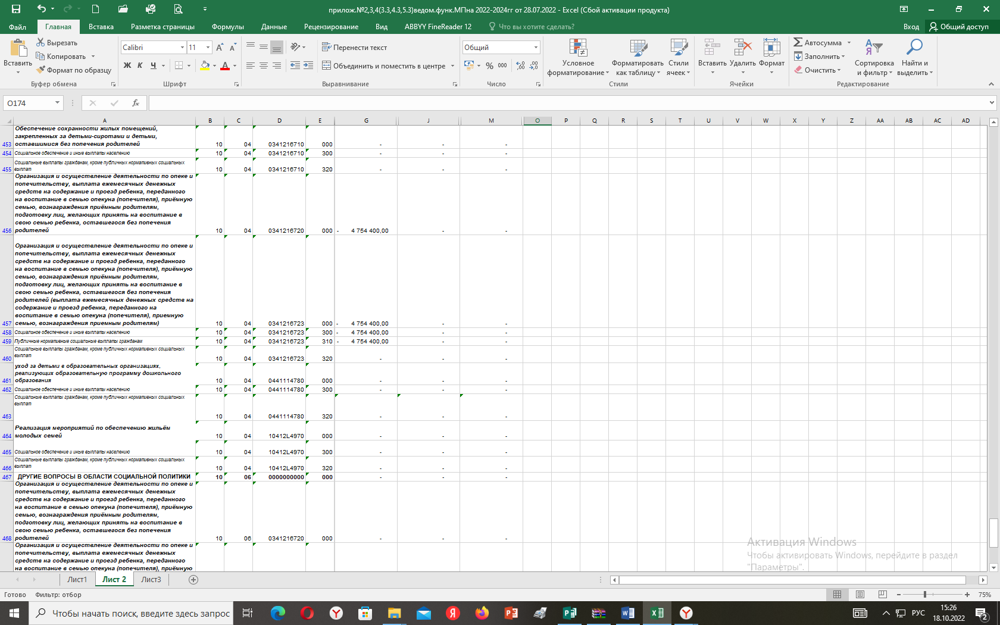 прилож.№2,3,4(3.3,4.3,5.3)ведом.функ.МПна 2022-2024гг от 28.07.2022 - Excel (Сбой активации продукта)
Файл Главная Вставка Разметка страницы Формулы Данные Рецензирование Вид ABBYY FineReader 12 Что вы хотите сделать? Вход Общий доступ
Вставить
Вырезать
Копировать
Формат по образцу
Буфер обмена
Calibri 11
Ж К Ч
Шрифт
Перенести текст
Объединить и поместить в центре
Выравнивание
Общий
% 000
Число
Условное форматирование
Форматировать как таблицу
Стили ячеек
Стили
Вставить Удалить Формат
Ячейки
Автосумма
Заполнить
Очистить
Сортировка и фильтр
Найти и выделить
Редактирование
O174 fx
A B C D E G J M O P Q R S T U V W X Y Z AA AB AC AD
Обеспечение сохранности жилых помещений,
закрепленных за детьми-сиротами и детьми,
453 оставшимися без попечения родителей 10 04 0341216710 000 - - -
454 Социальное обеспечение и иные выплаты населению 10 04 0341216710 300 - - -
Социальные выплаты гражданам, кроме публичных нормативных социальных
455 выплат 10 04 0341216710 320 - - -
Организация и осуществление деятельности по опеке и
попечительству, выплата ежемесячных денежных
средств на содержание и проезд ребенка, переданного
на воспитание в семью опекуна (попечителя), приёмную
семью, вознаграждения приёмным родителям,
подготовку лиц, желающих принять на воспитание в
свою семью ребенка, оставшегося без попечения
456 родителей 10 04 0341216720 000 - 4 754 400,00 - -
Организация и осуществление деятельности по опеке и
попечительству, выплата ежемесячных денежных
средств на содержание и проезд ребенка, переданного
на воспитание в семью опекуна (попечителя), приёмную
семью, вознаграждения приёмным родителям,
подготовку лиц, желающих принять на воспитание в
свою семью ребенка, оставшегося без попечения
родителей (выплата ежемесячных денежных средств на
содержание и проезд ребенка, переданного на
воспитание в семью опекуна (попечителя), приемную
457 семью, вознаграждения приемным родителям) 10 04 0341216723 000 - 4 754 400,00 - -
458 Социальное обеспечение и иные выплаты населению 10 04 0341216723 300 - 4 754 400,00 - -
459 Публичные нормативные социальные выплаты гражданам 10 04 0341216723 310 - 4 754 400,00 - -
Социальные выплаты гражданам, кроме публичных нормативных социальных
460 выплат 10 04 0341216723 320 - - -
уход за детьми в образовательных организациях,
реализующих образовательную программу дошкольного
461 образования 10 04 0441114780 000 - - -
462 Социальное обеспечение и иные выплаты населению 10 04 0441114780 300 - - -
Социальные выплаты гражданам, кроме публичных нормативных социальных
выплат
463 10 04 0441114780 320 - - -
Реализация мероприятий по обеспечению жильём
464 молодых семей 10 04 10412L4970 000 - - -
465 Социальное обеспечение и иные выплаты населению 10 04 10412L4970 300 - - -
Социальные выплаты гражданам, кроме публичных нормативных социальных
466 выплат 10 04 10412L4970 320 - - -
467 ДРУГИЕ ВОПРОСЫ В ОБЛАСТИ СОЦИАЛЬНОЙ ПОЛИТИКИ 10 06 0000000000 000 - - -
Организация и осуществление деятельности по опеке и
попечительству, выплата ежемесячных денежных
средств на содержание и проезд ребенка, переданного
на воспитание в семью опекуна (попечителя), приёмную
семью, вознаграждения приёмным родителям,
подготовку лиц, желающих принять на воспитание в
свою семью ребенка, оставшегося без попечения
468 родителей 10 06 0341216720 000 - - -
Организация и осуществление деятельности по опеке и
попечительству, выплата ежемесячных денежных
средств на содержание и проезд ребенка, переданного
на воспитание в семью опекуна (попечителя), приёмную
Активация Windows
Чтобы активировать Windows, перейдите в раздел
"Параметры".
Лист1 Лист 2 Лист3
Готово Фильтр: отбор 75%
Чтобы начать поиск, введите здесь запрос
РУС
15:26
18.10.2022
2